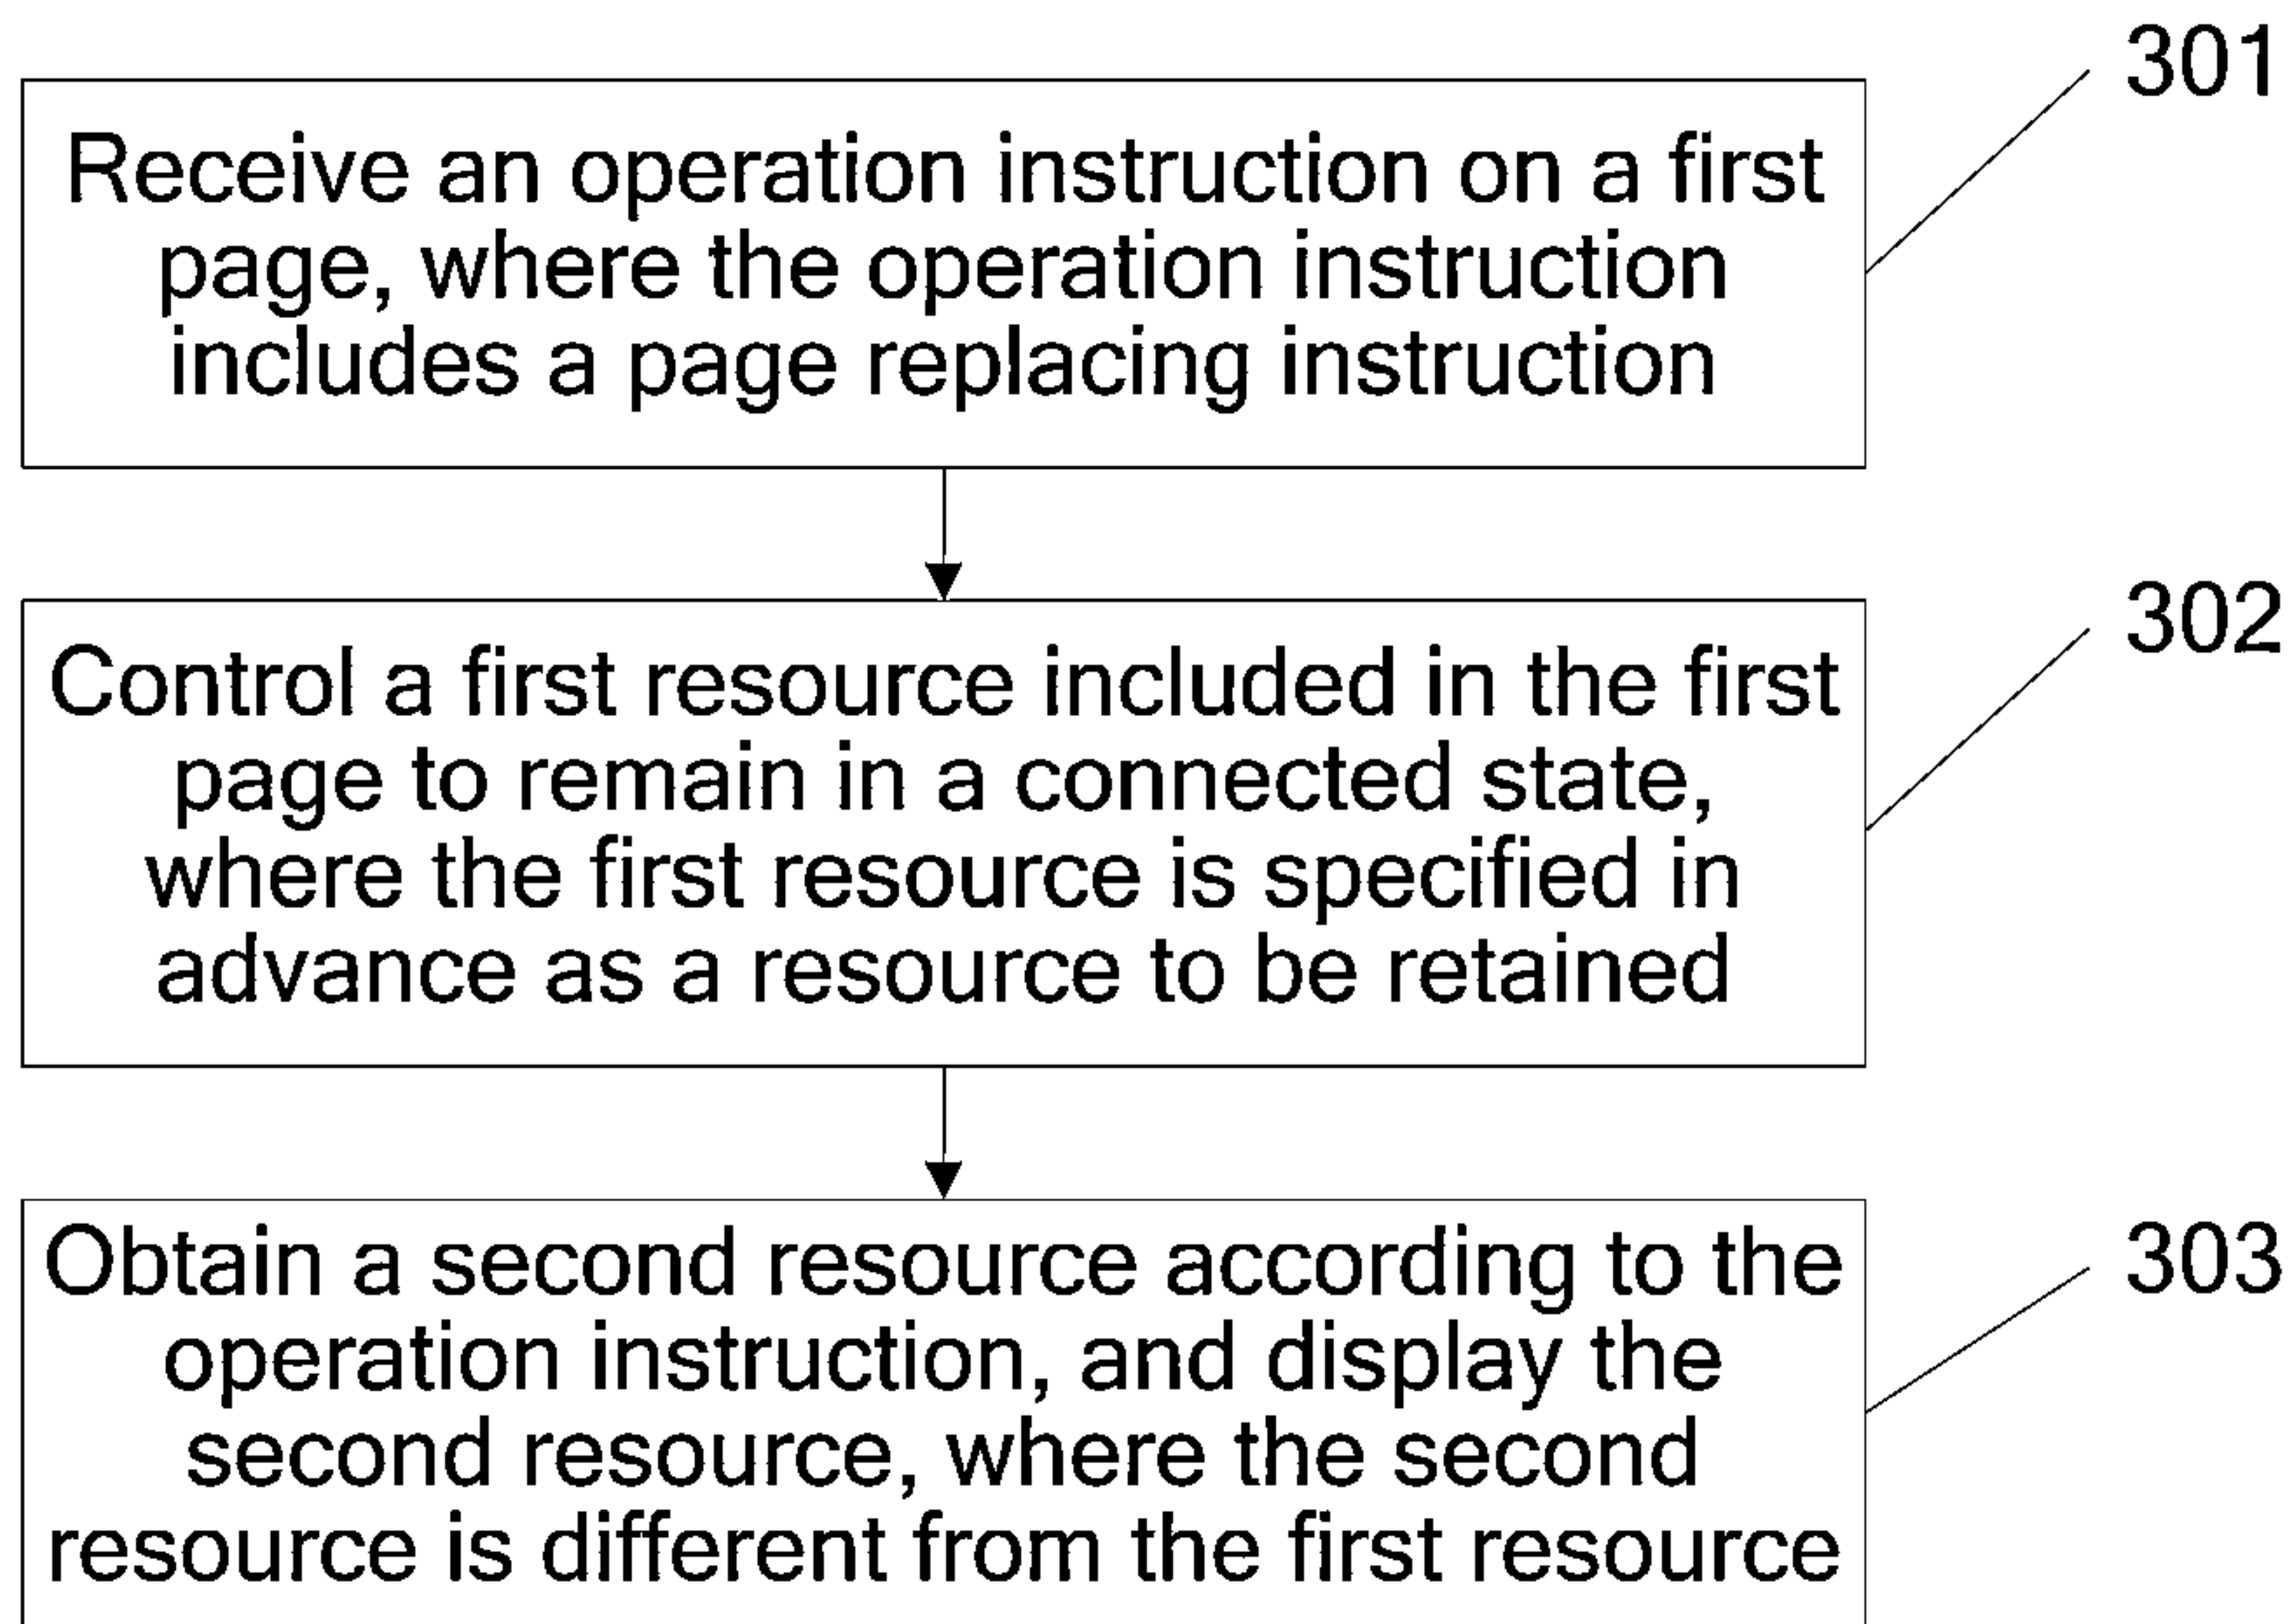 301
Receive an operation instruction on a first
page, where the operation instruction
includes a page replacing instruction
302
Control a first resource included in the first
page to remain in a connected state,
where the first resource is specified in
advance as a resource to be retained
303
Obtain a second resource according to the
operation instruction, and display the
second resource, where the second
resource is different from the first resource